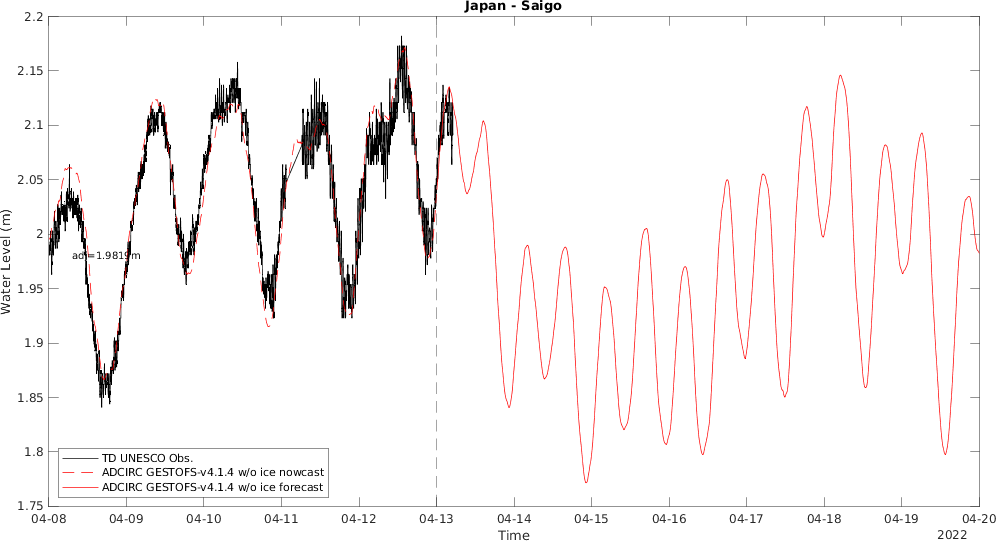 Japan - Saigo
Water Level (m)
2.2
2.15
2.1
2.05
2
1.95
1.9
1.85
1.8
1.75
TD UNESCO Obs.
ADCIRC GESTOFS-v4.1.4 w/o ice nowcast
ADCIRC GESTOFS-v4.1.4 w/o ice forecast
04-08 04-09 04-10 04-11 04-12 04-13 04-14 04-15 04-16 04-17 04-18 04-19 04-20
Time
2022